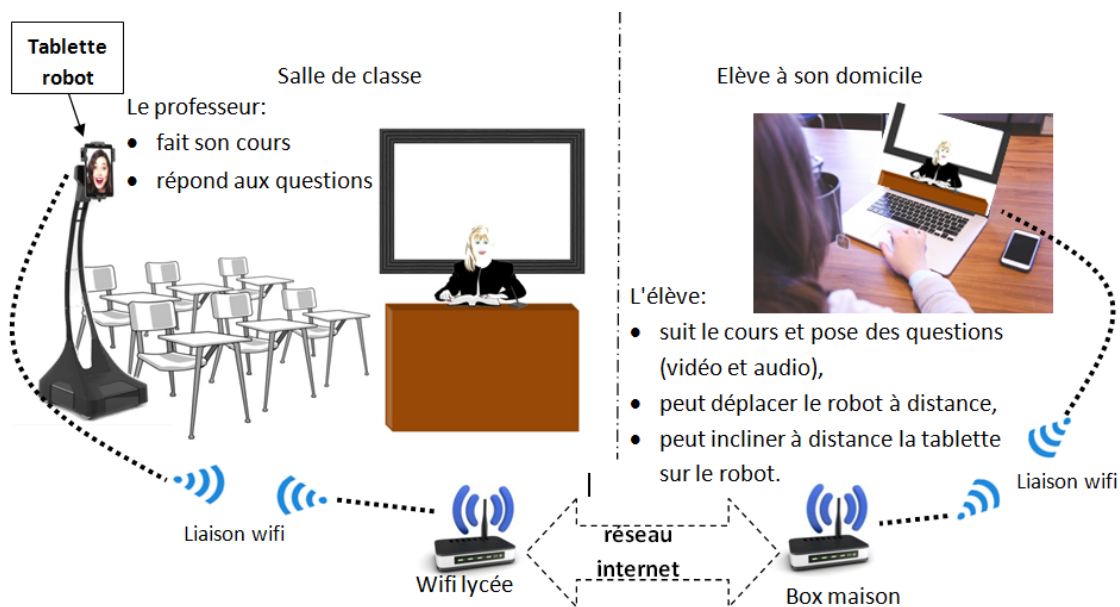 Tablette
robot
Salle de classe
Le professeur:
• fait son cours
• répond aux questions
Elève à son domicile
L'élève:
• suit le cours et pose des questions
(vidéo et audio),
• peut déplacer le robot à distance,
• peut incliner à distance la tablette
sur le robot.
Liaison wifi
Liaison wifi
Wifi lycée
réseau
internet
Box maison